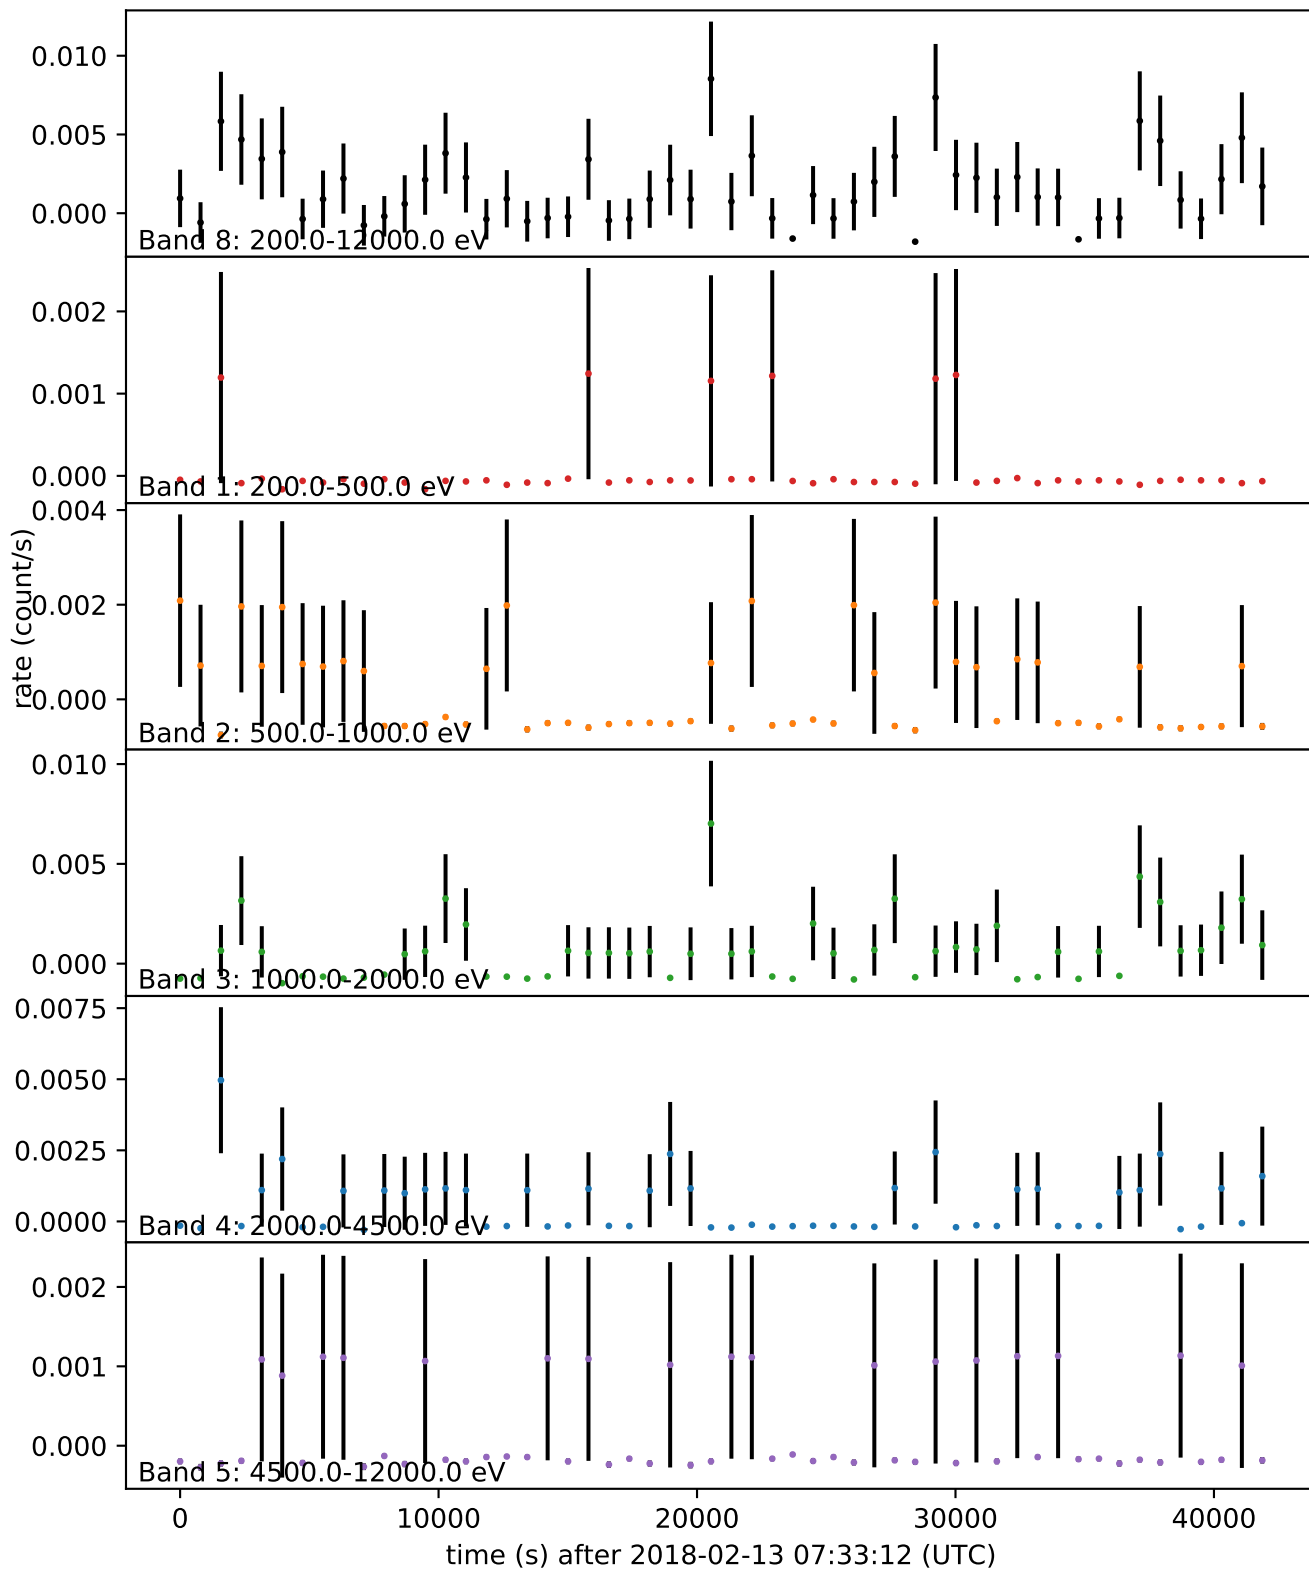 0.010
0.005
0.000
Band 8: 200.0-12000.0 eV
0.002
0.001
0.000
Band 1: 200.0-500.0 eV
rate (count/s)
0.004
0.002
0.000
Band 2: 500.0-1000.0 eV
0.010
0.005
0.000
Band 3: 1000.0-2000.0 eV
0.0075
0.0050
0.0025
0.0000
Band 4: 2000.0-4500.0 eV
0.002
0.001
0.000
Band 5: 4500.0-12000.0 eV
0 10000 20000 30000 40000
time (s) after 2018-02-13 07:33:12 (UTC)